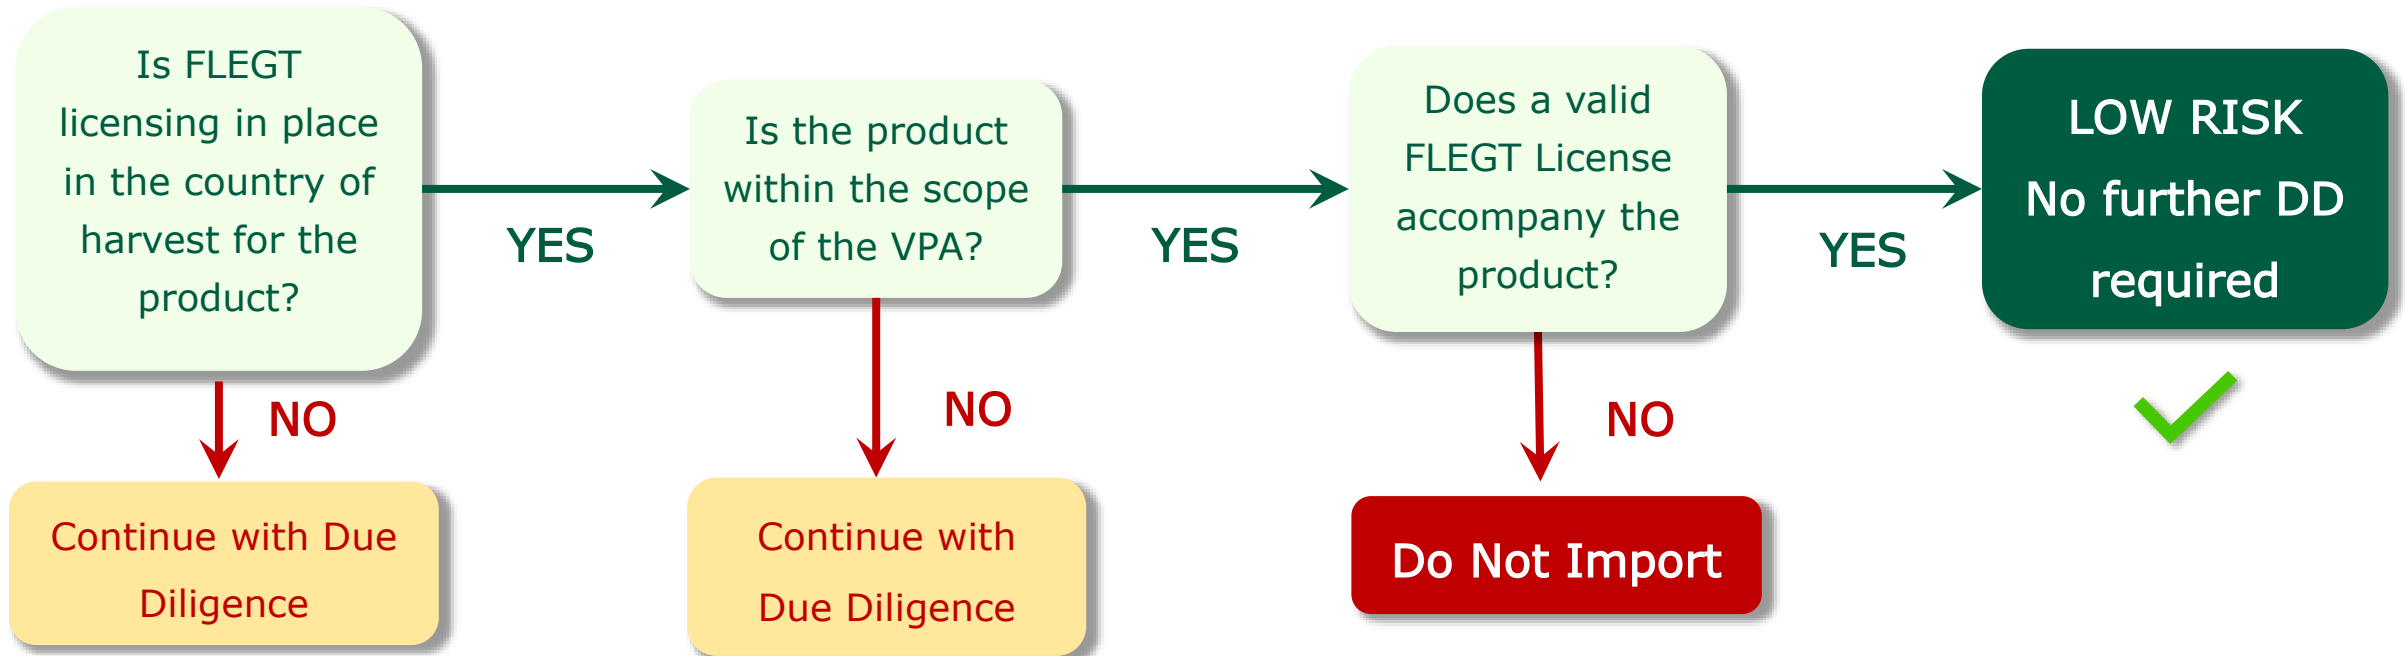 Is FLEGT
licensing in place
in the country of
harvest for the
product?
YES
NO
Continue with Due
Diligence
Is the product
within the scope
of the VPA?
YES
NO
Continue with
Due Diligence
Does a valid
FLEGT License
accompany the
product?
YES
NO
Do Not Import
LOW RISK
No further DD
required